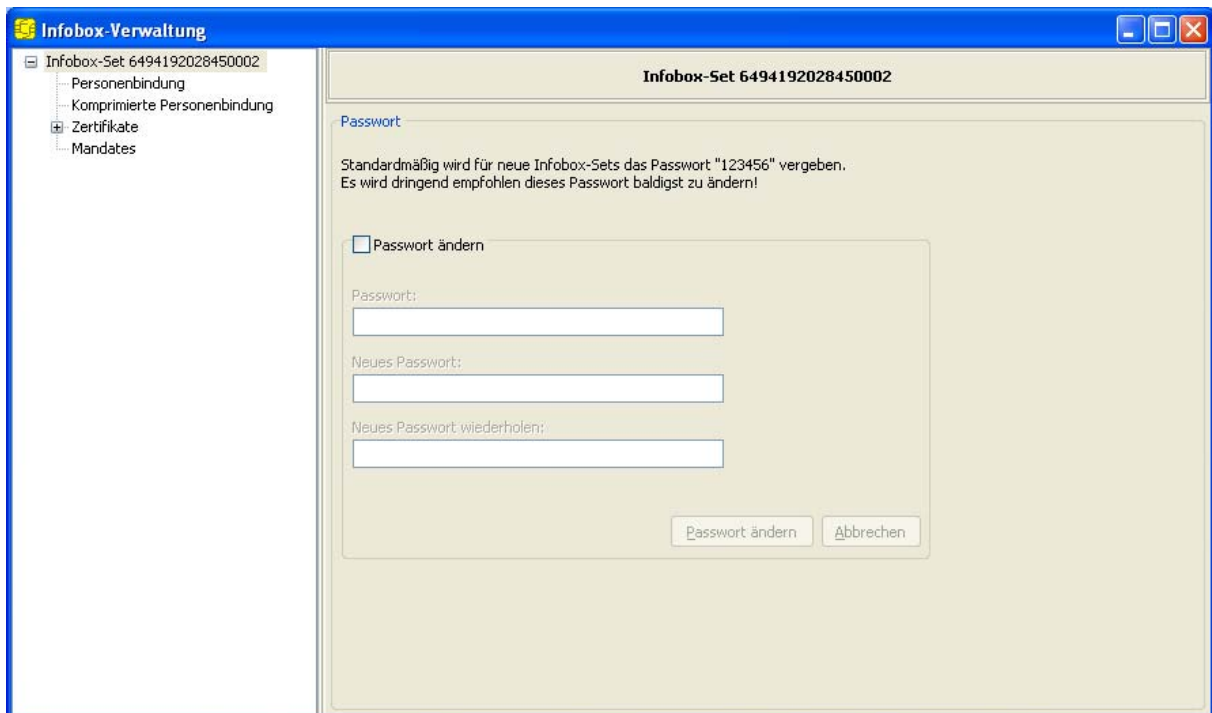 Infobox-Verwaltung
Infobox-Set 6494192028450002
Personenbindung
Komprimierte Personenbindung
Zertifikate
Mandates
Infobox-Set 6494192028450002
Passwort
Standardmäßig wird für neue Infobox-Sets das Passwort "123456" vergeben.
Es wird dringend empfohlen dieses Passwort baldigst zu ändern!
Passwort ändern
Passwort:
Neues Passwort:
Neues Passwort wiederholen:
Passwort ändern Abbrechen